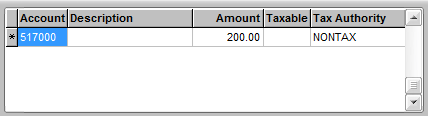 Account Description Amount Taxable Tax Authority
* 517000 200.00 NONTAX